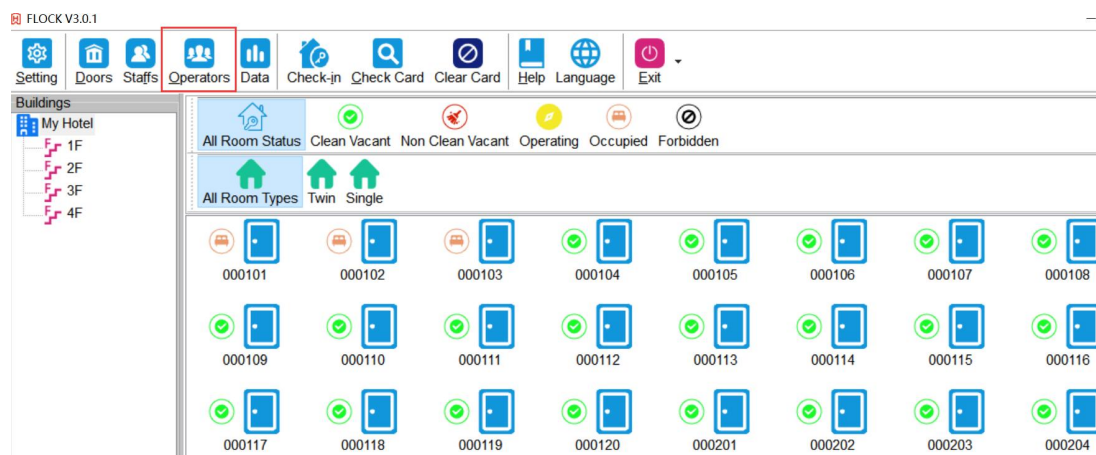 FLOCK V3.0.1
Setting Doors Staffs Operators Data Check-in Check Card Clear Card Help Language Exit
Buildings
My Hotel
1F
2F
3F
4F
All Room Status Clean Vacant Non Clean Vacant Operating Occupied Forbidden
All Room Types Twin Single
000101 000102 000103 000104 000105 000106 000107 000108
000109 000110 000111 000112 000113 000114 000115 000116
000117 000118 000119 000120 000201 000202 000203 000204